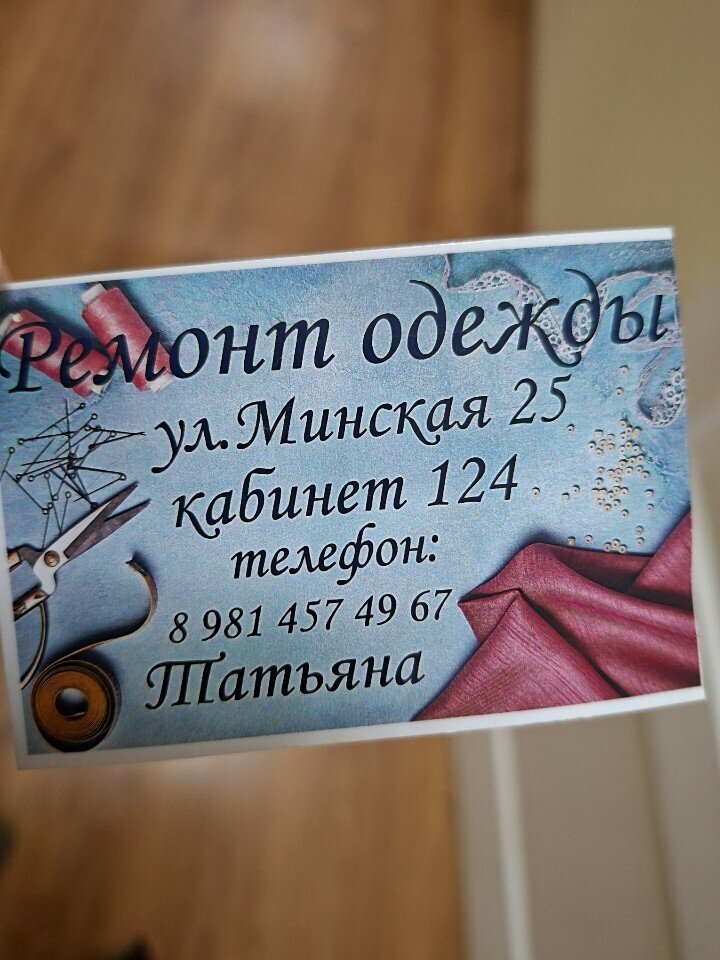 Ремонт одежды
ул.Минская 25
кабинет 124
телефон:
8 981 457 49 67
Татьяна